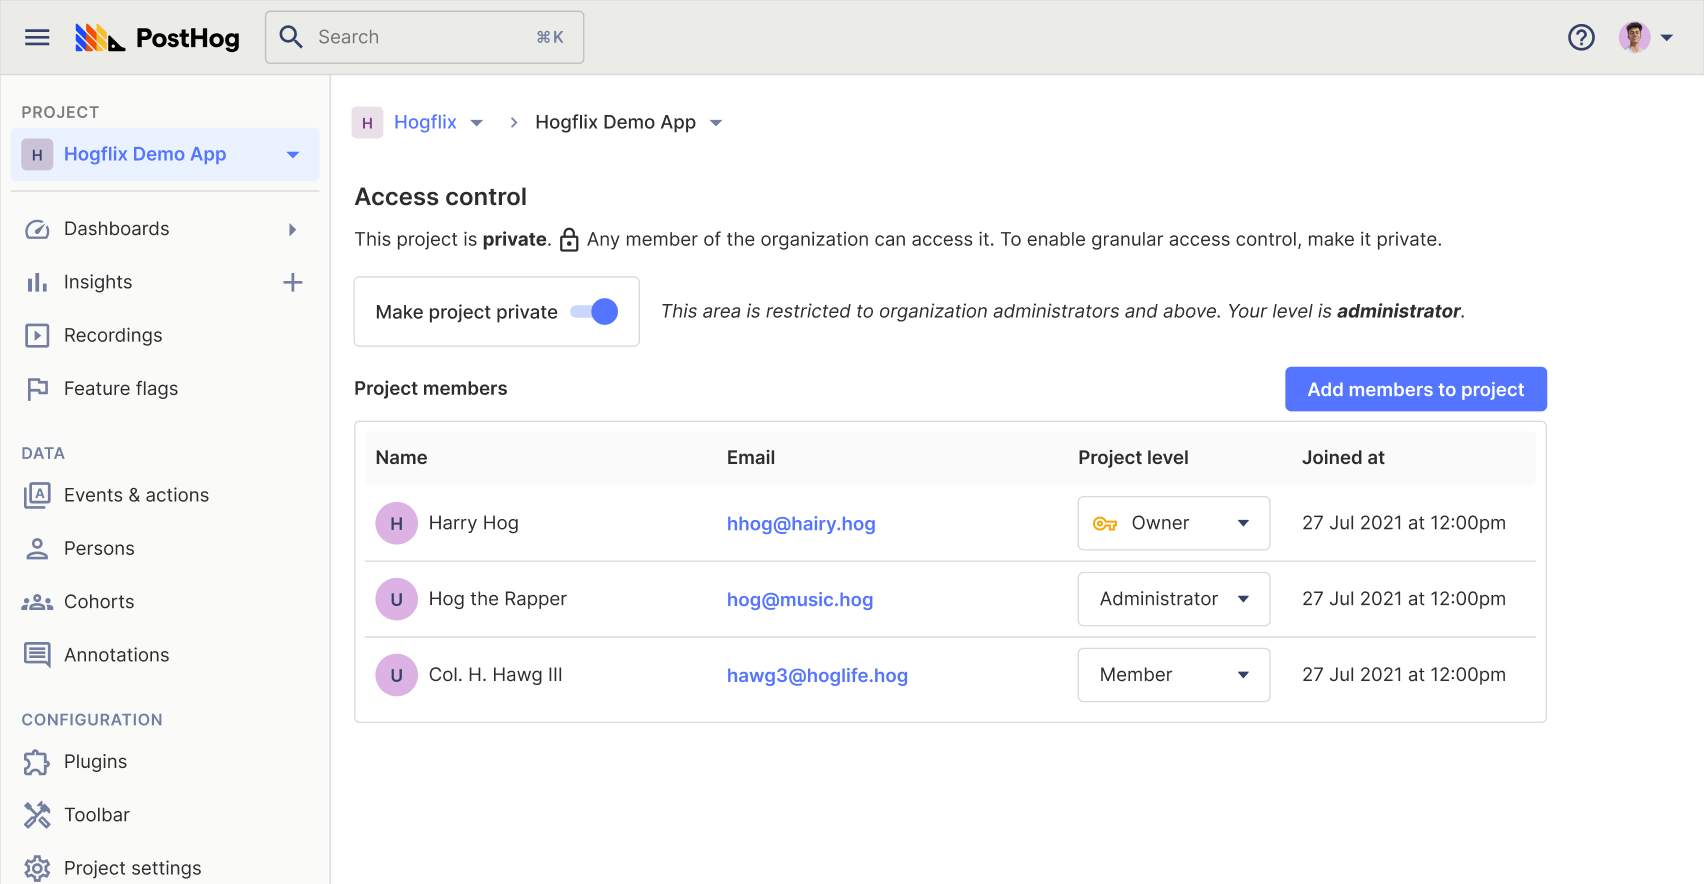 PostHog
Search ⌘K
PROJECT
H Hogflix Demo App
Dashboards
Insights
Recordings
Feature flags
DATA
A Events & actions
Persons
Cohorts
Annotations
CONFIGURATION
Plugins
Toolbar
Project settings
H Hogflix > Hogflix Demo App
Access control
This project is private. Any member of the organization can access it. To enable granular access control, make it private.
Make project private
This area is restricted to organization administrators and above. Your level is administrator.
Project members
Add members to project
Name Email Project level Joined at
H Harry Hog hhog@hairy.hog Owner 27 Jul 2021 at 12:00pm
U Hog the Rapper hog@music.hog Administrator 27 Jul 2021 at 12:00pm
U Col. H. Hawg III hawg3@hoglife.hog Member 27 Jul 2021 at 12:00pm